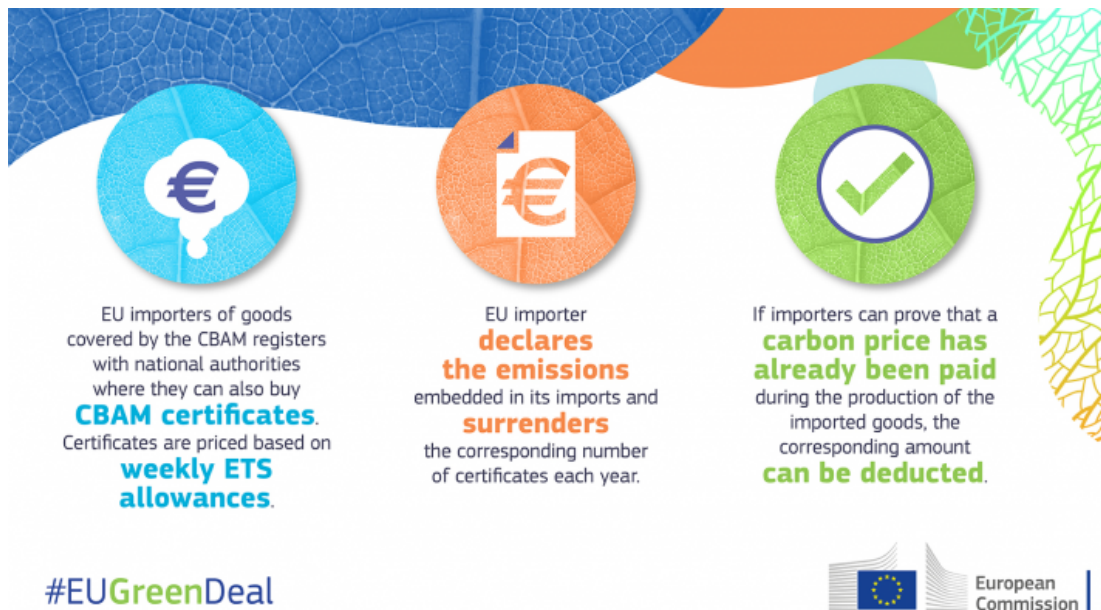 EU importers of goods
covered by the CBAM registers
with national authorities
where they can also buy
CBAM certificates.
Certificates are priced based on
weekly ETS
allowances.
EU importer
declares
the emissions
embedded in its imports and
surrenders
the corresponding number
of certificates each year.
If importers can prove that a
carbon price has
already been paid
during the production of the
imported goods, the
corresponding amount
can be deducted.
#EUGreenDeal
European
Commission